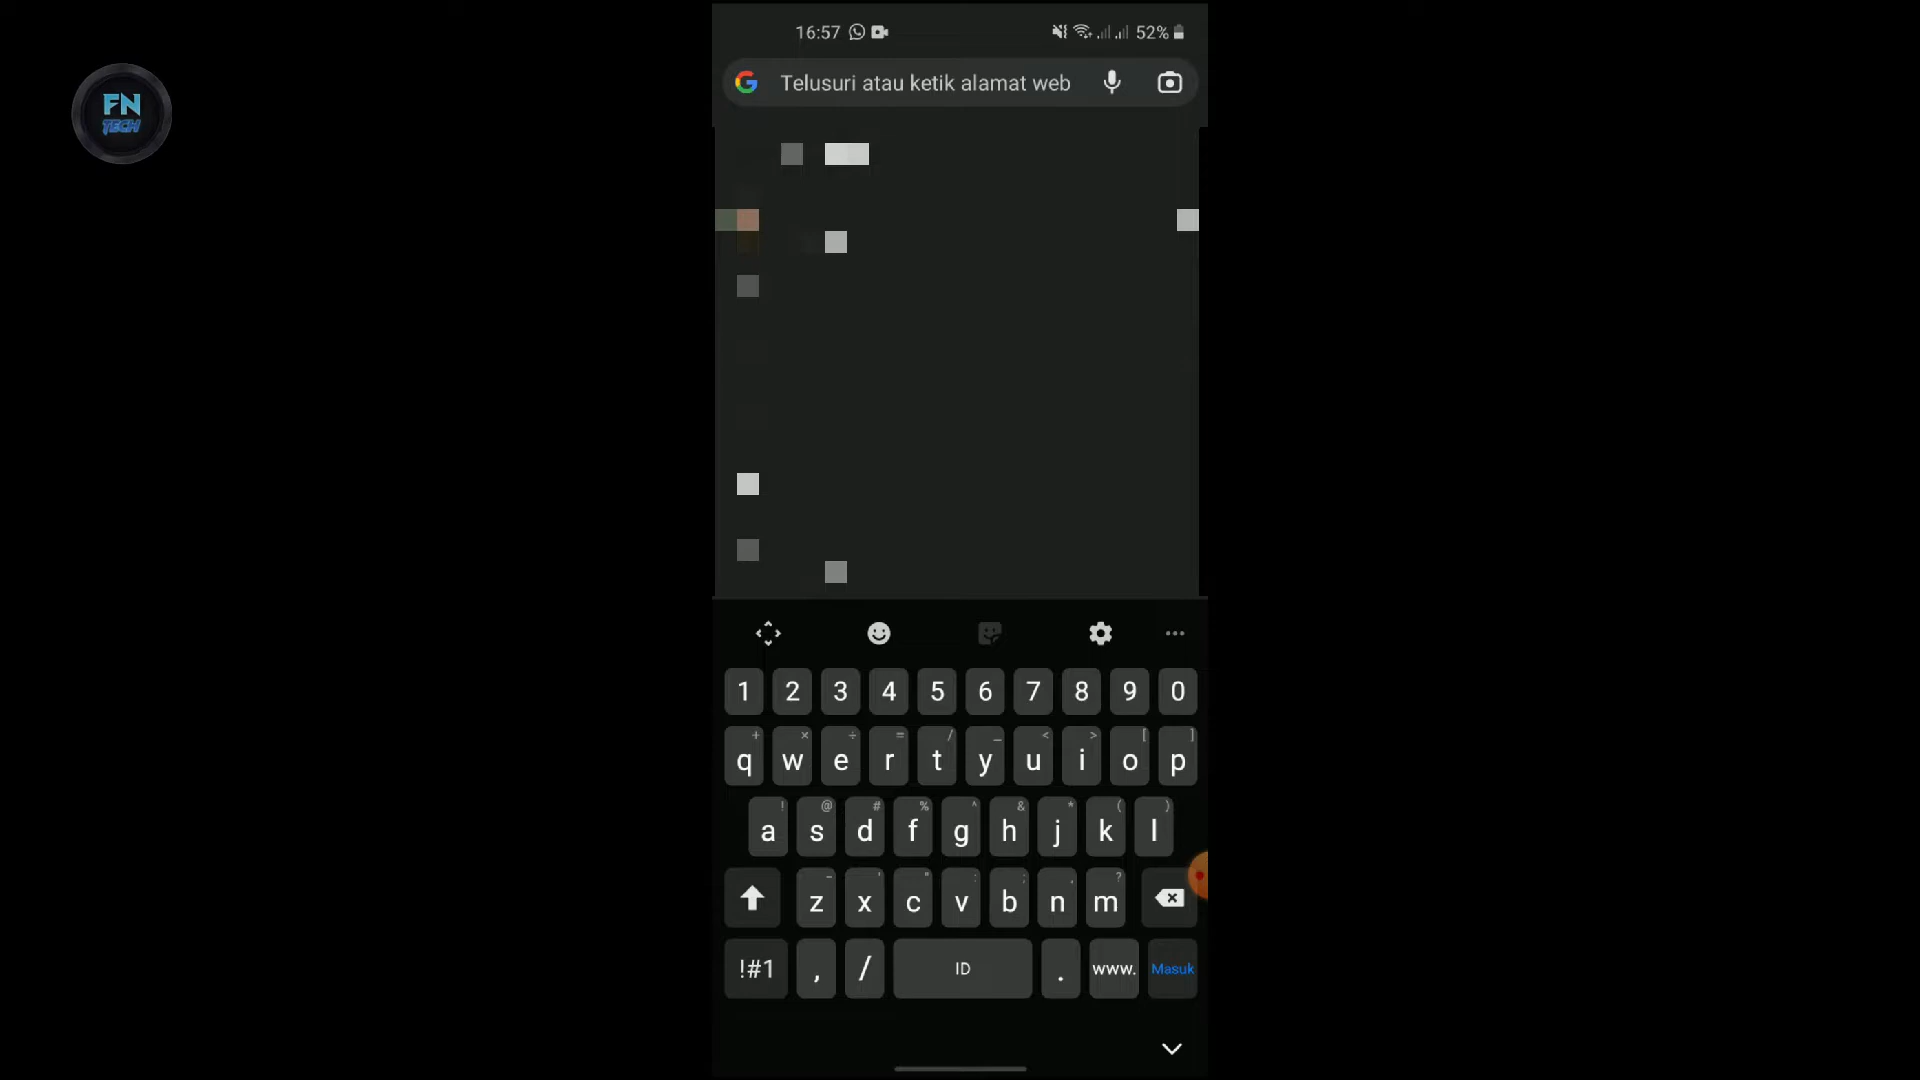 FN
TECH
16:57 52%
Telusuri atau ketik alamat web
1 2 3 4 5 6 7 8 9 0
+ × ÷ = / _ < > [ ]
q w e r t y u i o p
! @ # % ^ & * ( )
a s d f g h j k l
- ' " : ; , ?
z x c v b n m
!#1 , / ID . www. Masuk